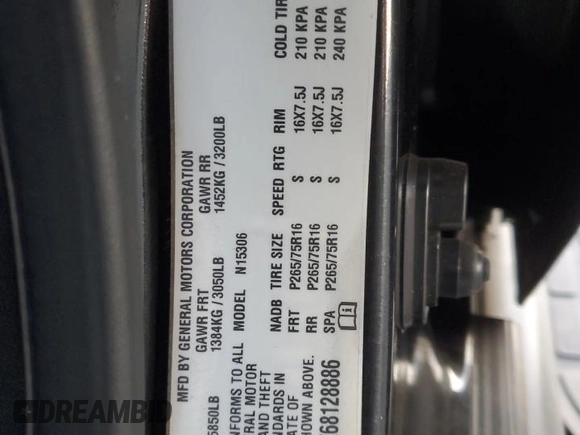 MFD BY GENERAL MOTORS CORPORATION
GAWR FRT GAWR RR
5850LB 1384KG/3050LB 1452KG/3200LB
NFORMS TO ALL MODEL N15306
ERAL MOTOR
AND THEFT NADB TIRE SIZE SPEED RTG RIM COLD TIR
NDARDS IN FRT P265/75R16 S 16X7.5J 210 KPA
ATE OF RR P265/75R16 S 16X7.5J 210 KPA
HOWN ABOVE. SPA P265/75R16 S 16X7.5J 240 KPA
68128886
DREAMBID